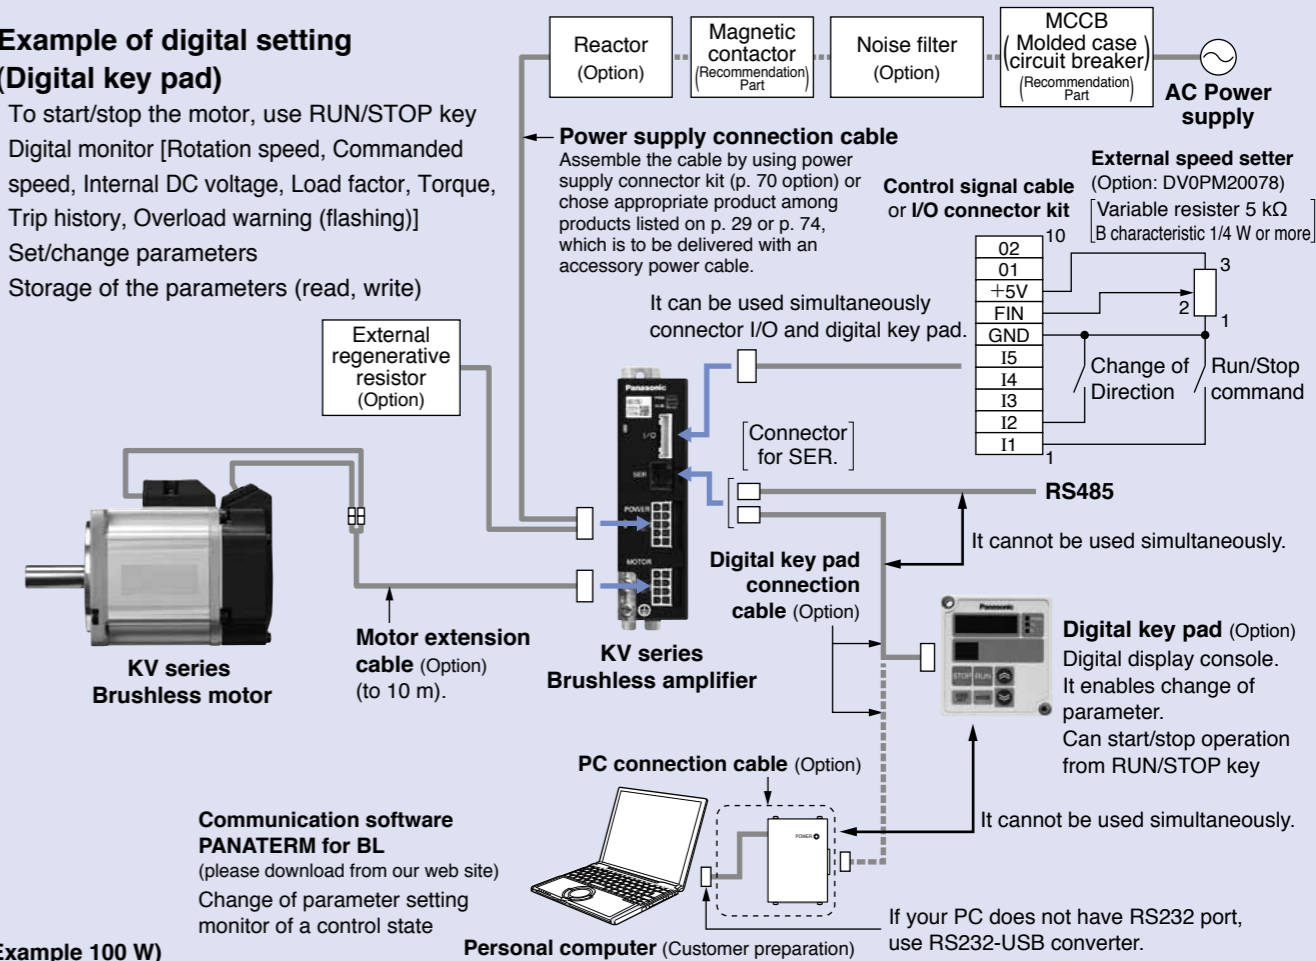 Example of digital setting
(Digital key pad)
To start/stop the motor, use RUN/STOP key
Digital monitor [Rotation speed, Commanded
speed, Internal DC voltage, Load factor, Torque,
Trip history, Overload warning (flashing)]
Set/change parameters
Storage of the parameters (read, write)
Reactor
(Option)
Magnetic
contactor
(Recommendation
Part)
Noise filter
(Option)
MCCB
(Molded case
circuit breaker)
(Recommendation
Part)
AC Power
supply
Power supply connection cable
Assemble the cable by using power
supply connector kit (p. 70 option) or
chose appropriate product among
products listed on p. 29 or p. 74,
which is to be delivered with an
accessory power cable.
Control signal cable
or I/O connector kit
External speed setter
(Option: DV0PM20078)
[Variable resister 5 kΩ
B characteristic 1/4 W or more]
10
02
01
+5V
FIN
GND
I5
I4
I3
I2
I1
1
3
2
1
Change of
Direction
Run/Stop
command
It can be used simultaneously
connector I/O and digital key pad.
External
regenerative
resistor
(Option)
Panasonic
I/O
SER
POWER
MOTOR
[Connector
for SER.]
RS485
It cannot be used simultaneously.
Digital key pad
connection
cable (Option)
Motor extension
cable (Option)
(to 10 m).
KV series
Brushless motor
KV series
Brushless amplifier
Panasonic
STOP RUN
Digital key pad (Option)
Digital display console.
It enables change of
parameter.
Can start/stop operation
from RUN/STOP key
PC connection cable (Option)
POWER
It cannot be used simultaneously.
Communication software
PANATERM for BL
(please download from our web site)
Change of parameter setting
monitor of a control state
Personal computer (Customer preparation)
If your PC does not have RS232 port,
use RS232-USB converter.
Example 100 W)